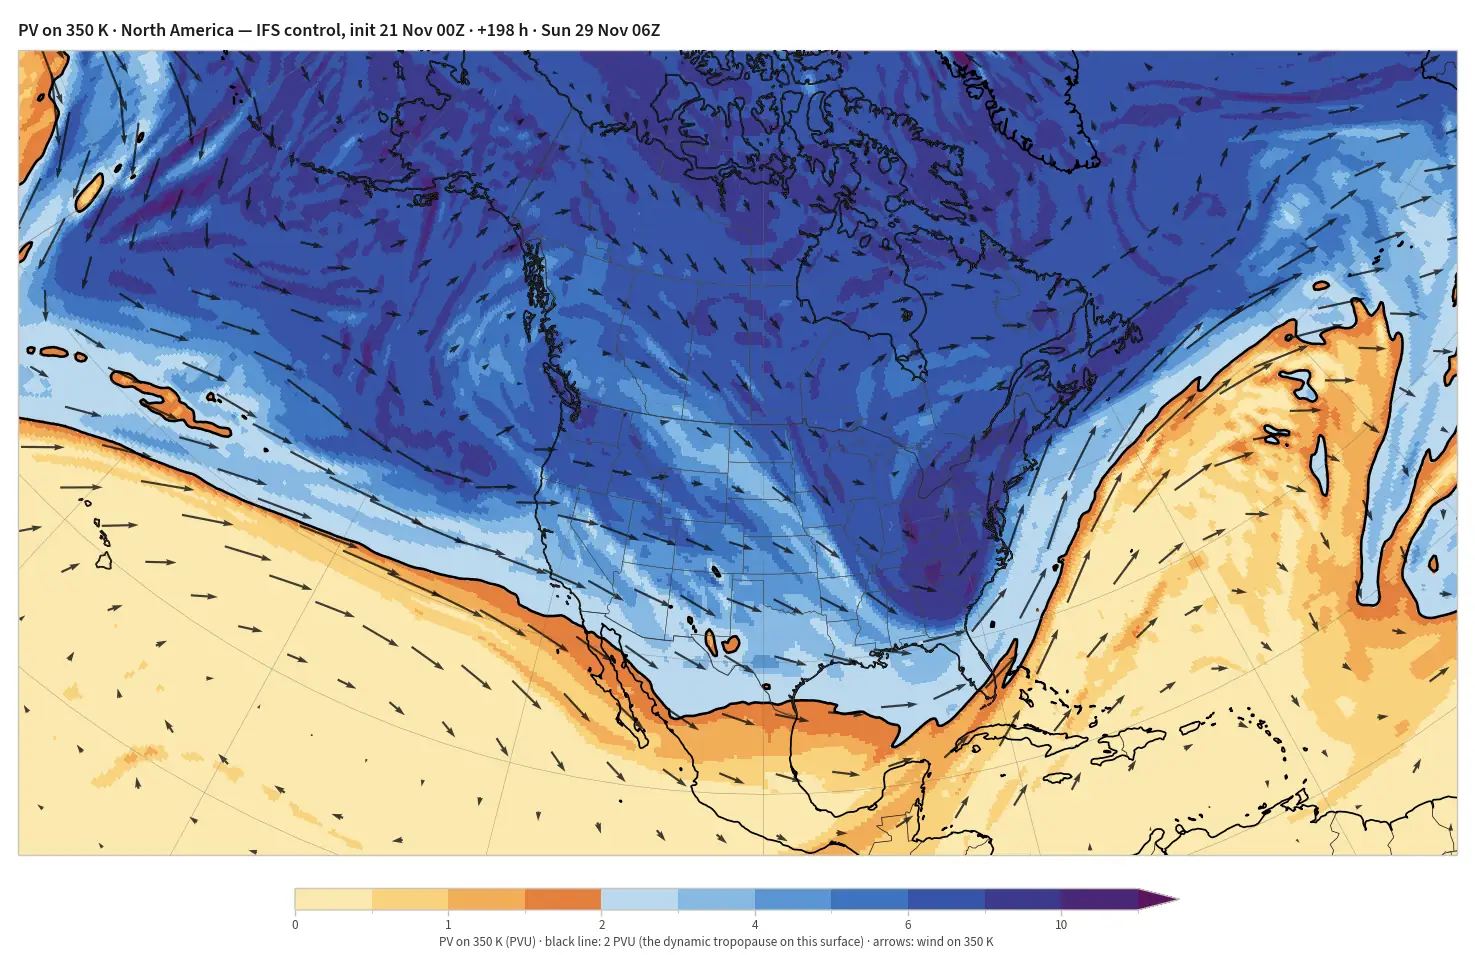 PV on 350 K · North America — IFS control, init 21 Nov 00Z · +198 h · Sun 29 Nov 06Z
0 1 2 4 6 10
PV on 350 K (PVU) · black line: 2 PVU (the dynamic tropopause on this surface) · arrows: wind on 350 K